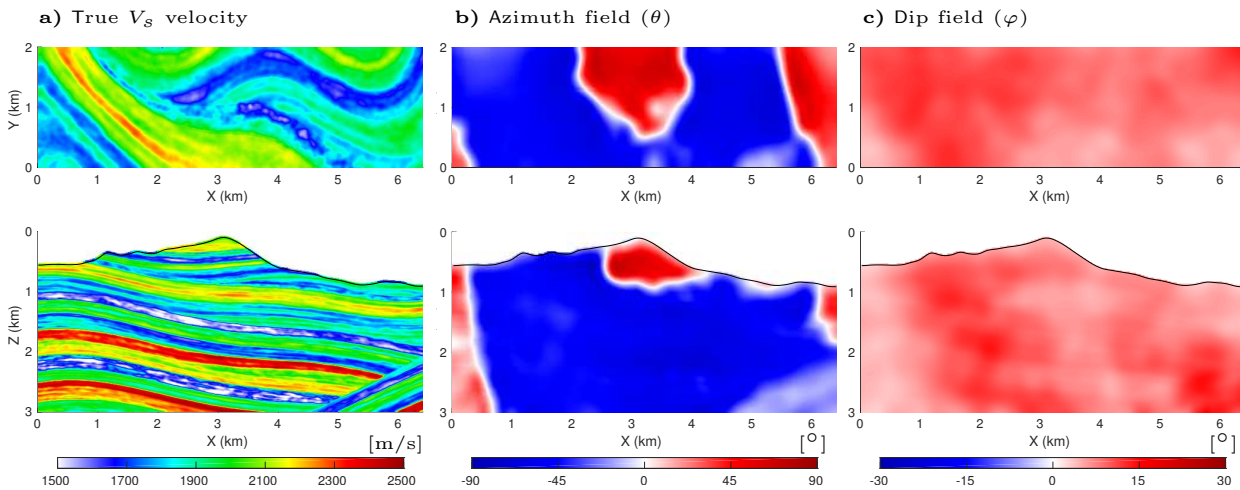 a) True Vₛ velocity
b) Azimuth field (θ)
c) Dip field (φ)
2
1
0
Y (km)
0 1 2 3 4 5 6
X (km)
2
1
0
0 1 2 3 4 5 6
X (km)
2
1
0
0 1 2 3 4 5 6
X (km)
0
1
2
3
Z (km)
0 1 2 3 4 5 6
X (km)
0
1
2
3
0 1 2 3 4 5 6
X (km)
0
1
2
3
0 1 2 3 4 5 6
X (km)
[m/s]
1500 1700 1900 2100 2300 2500
[°]
-90 -45 0 45 90
[°]
-30 -15 0 15 30